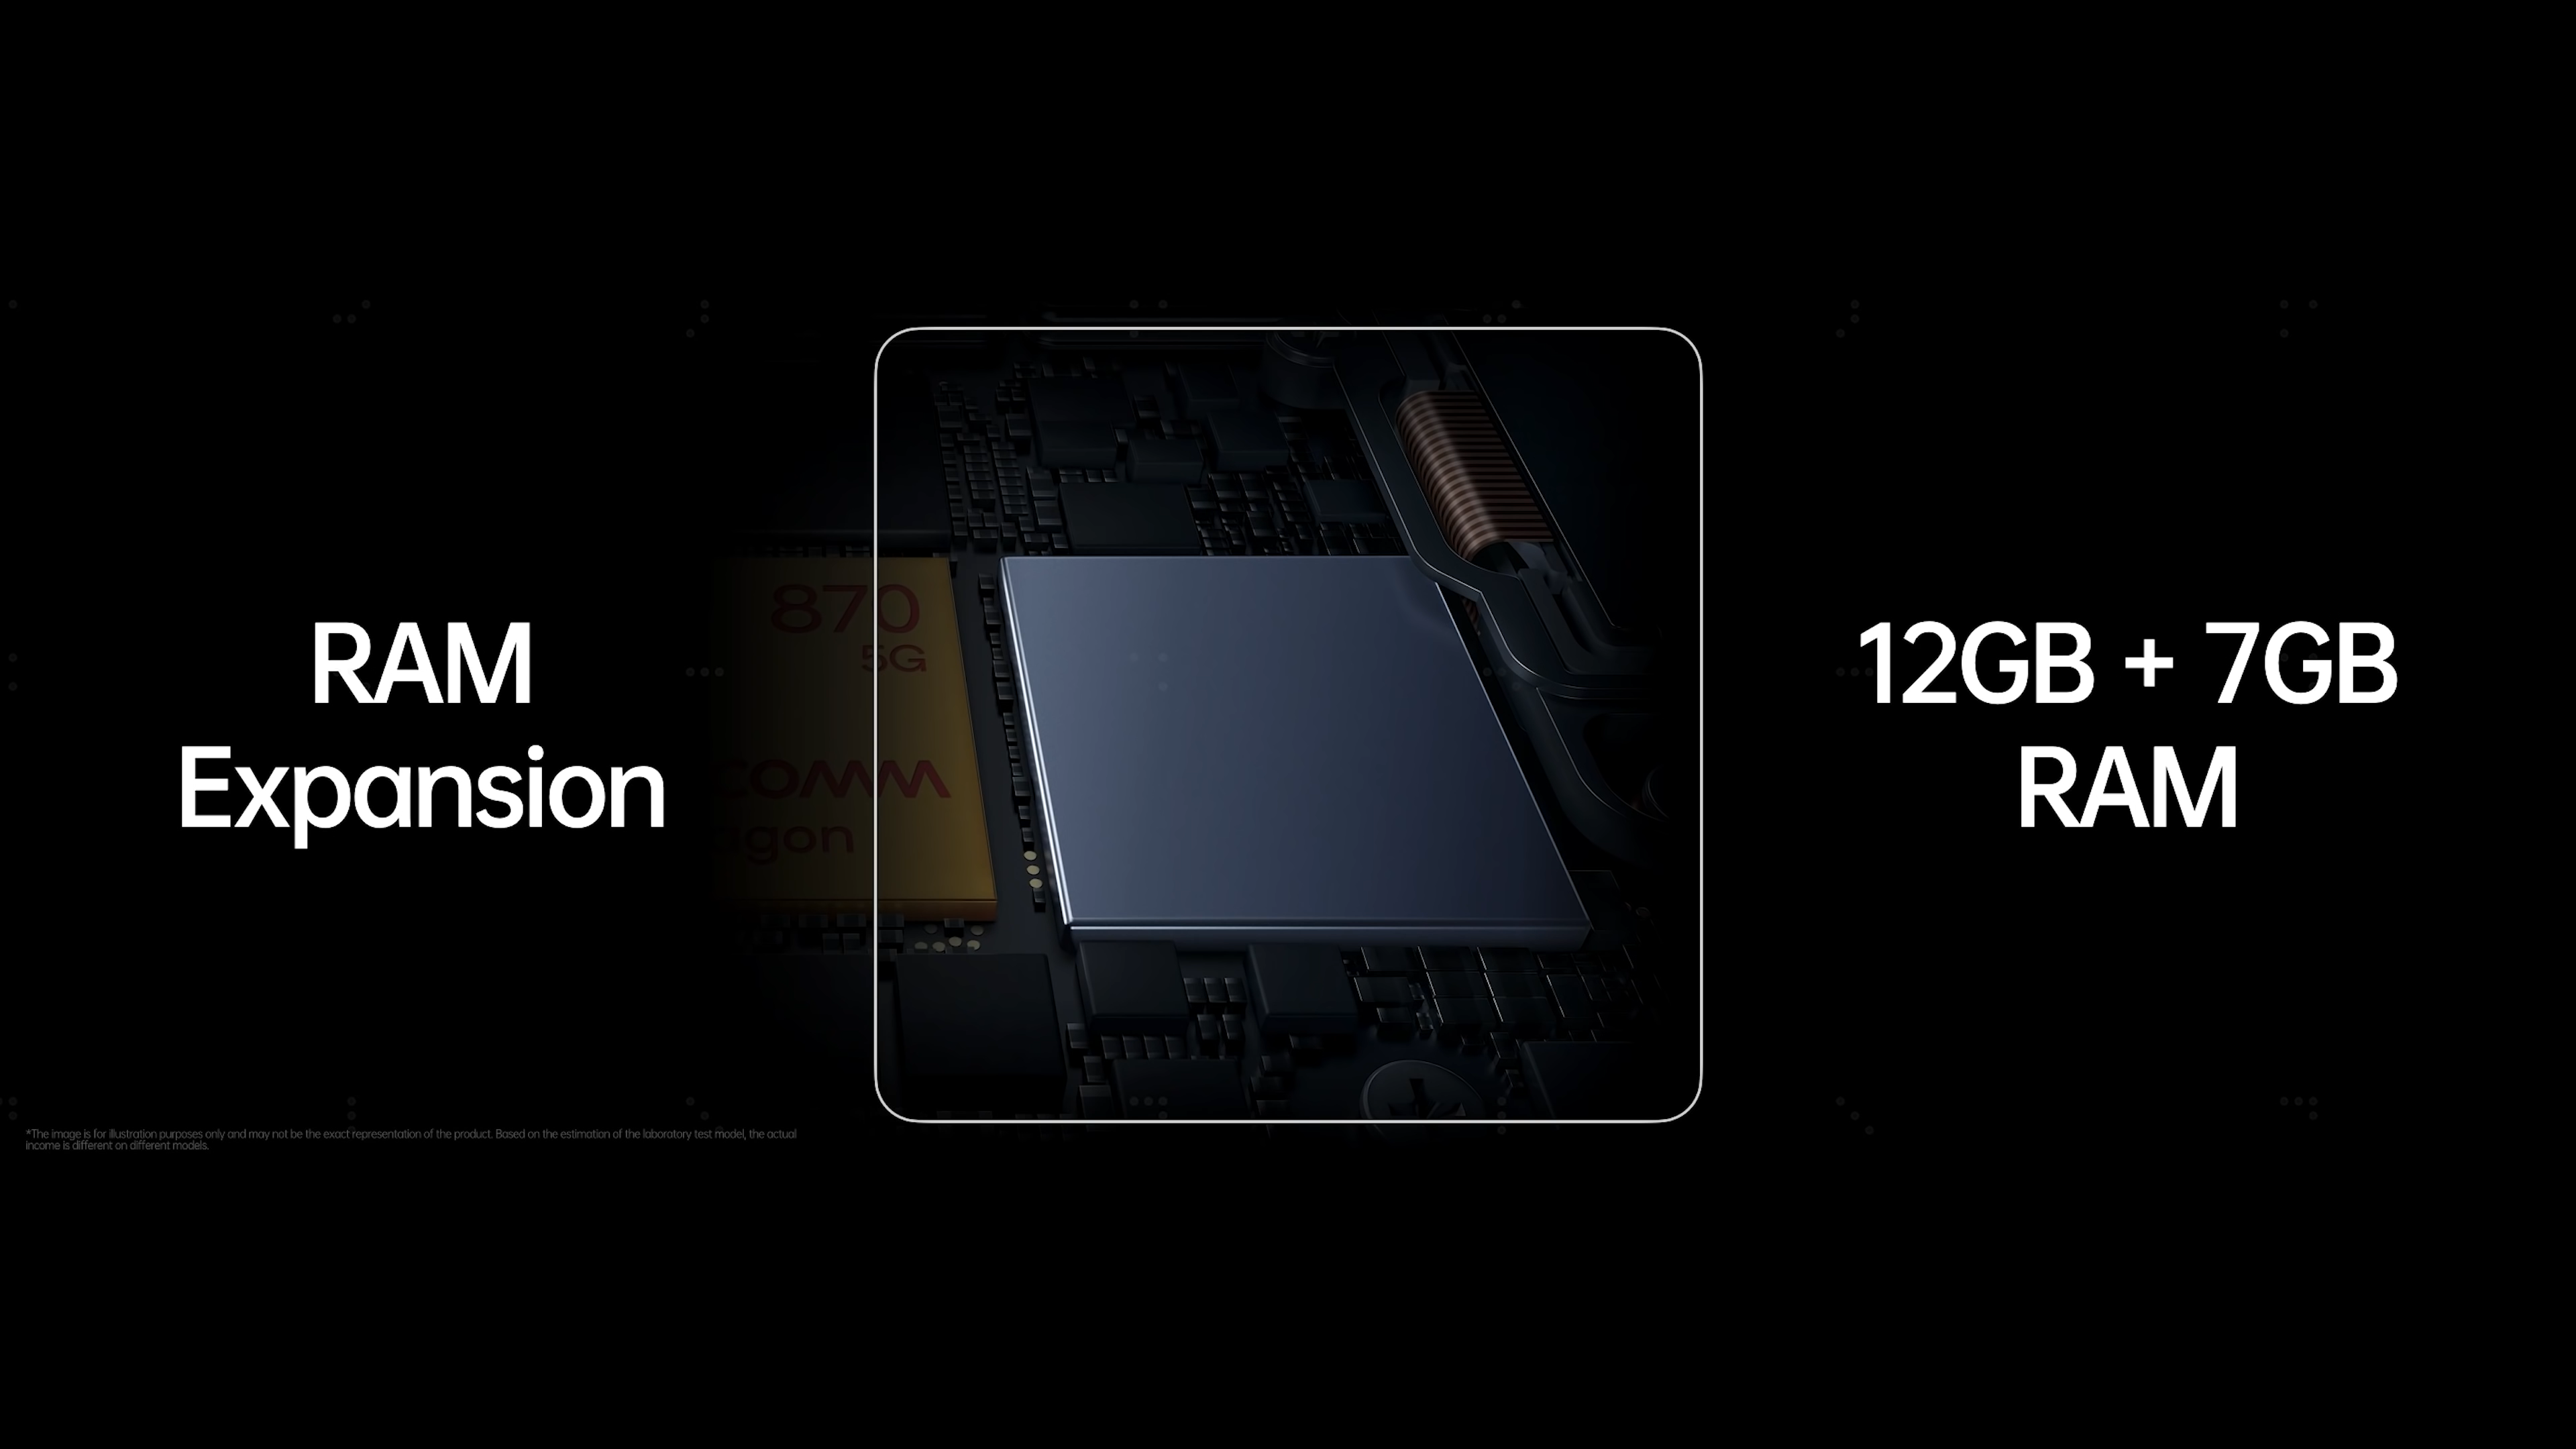 RAM
Expansion
870
5G
COMM
agon
12GB + 7GB
RAM
*The image is for illustration purposes only and may not be the exact representation of the product. Based on the estimation of the laboratory test model, the actual
income is different on different models.